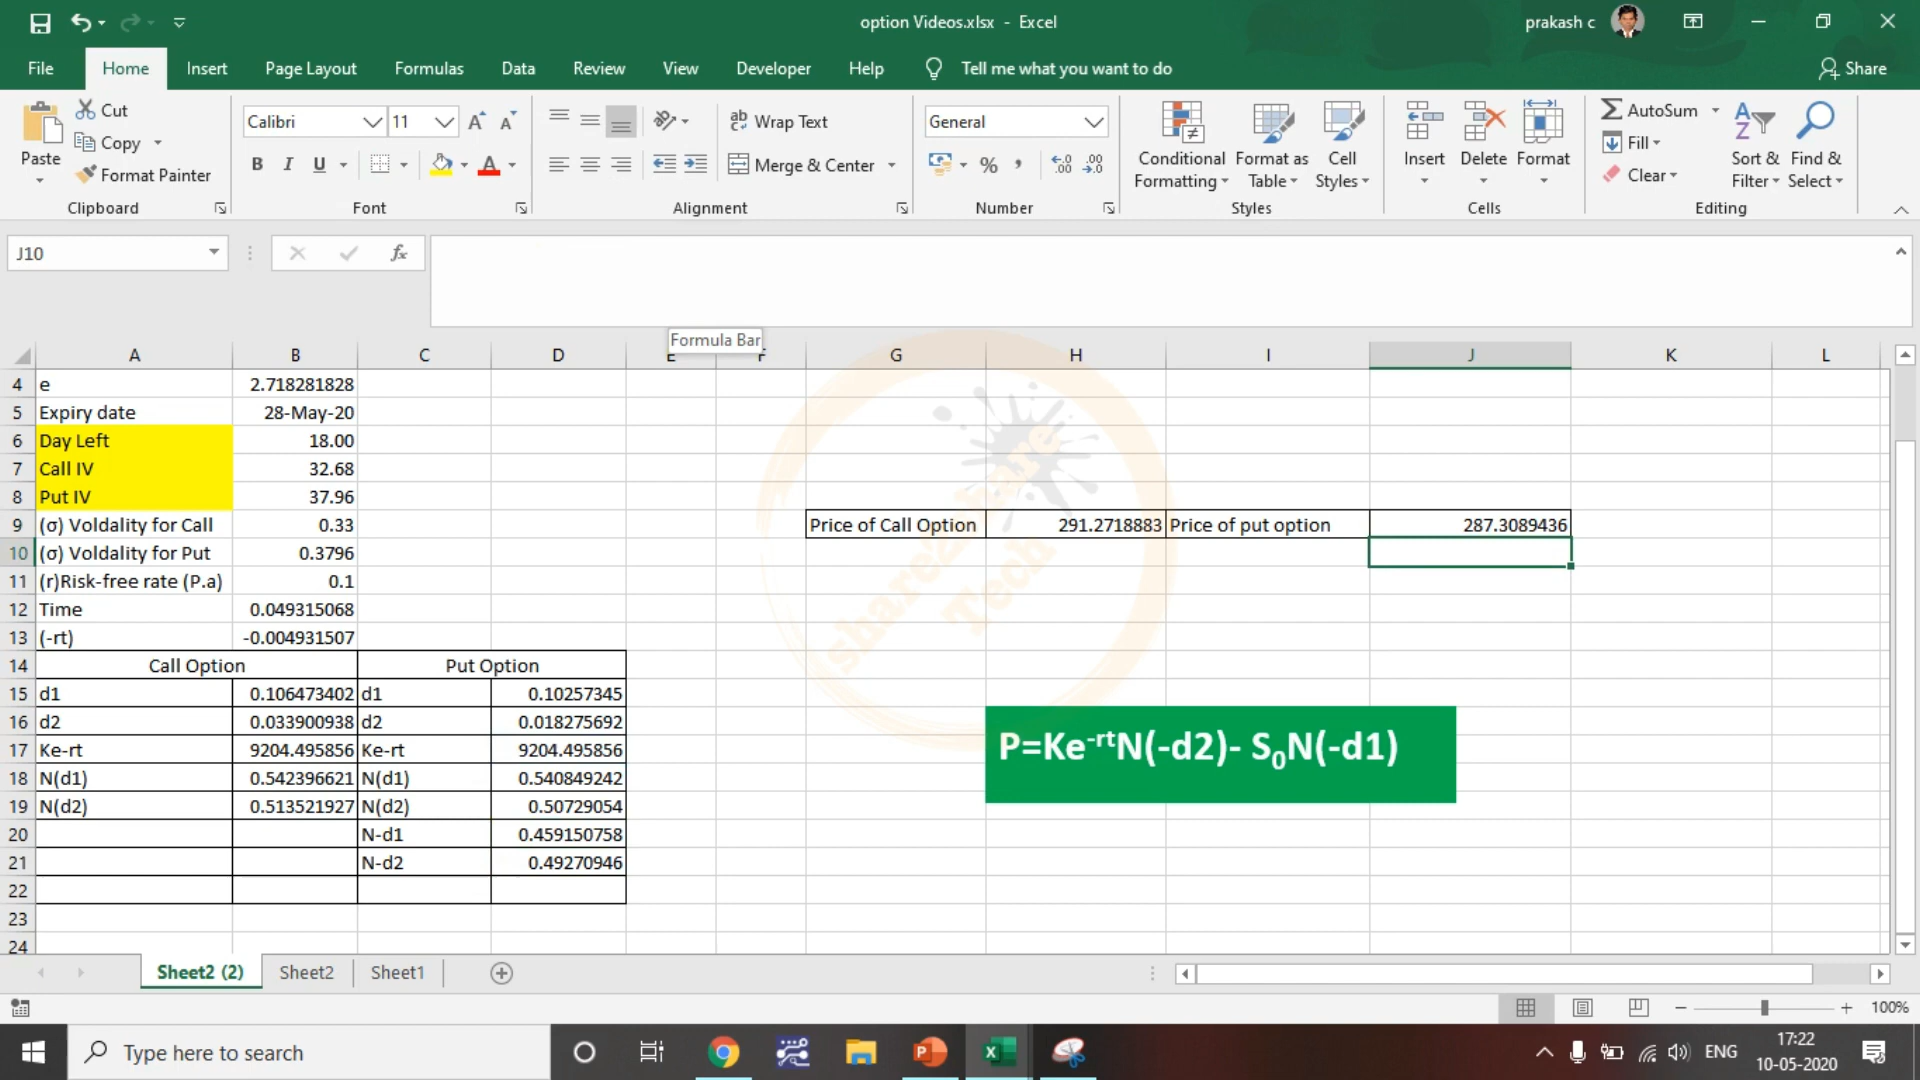 option Videos.xlsx - Excel
prakash c
File Home Insert Page Layout Formulas Data Review View Developer Help Tell me what you want to do Share
Paste
Cut
Copy
Format Painter
Clipboard
Calibri 11
B I U A
Font
Wrap Text
Merge & Center
Alignment
General
% ,
Number
Conditional Formatting
Format as Table
Cell Styles
Styles
Insert Delete Format
Cells
AutoSum
Fill
Clear
Sort & Filter
Find & Select
Editing
J10 fx
Formula Bar
A B C D E F G H I J K L
4 e 2.718281828
5 Expiry date 28-May-20
6 Day Left 18.00
7 Call IV 32.68
8 Put IV 37.96
9 (σ) Voldality for Call 0.33 Price of Call Option 291.2718883 Price of put option 287.3089436
10 (σ) Voldality for Put 0.3796
11 (r)Risk-free rate (P.a) 0.1
12 Time 0.049315068
13 (-rt) -0.004931507
14 Call Option Put Option
15 d1 0.106473402 d1 0.10257345
16 d2 0.033900938 d2 0.018275692
17 Ke-rt 9204.495856 Ke-rt 9204.495856
18 N(d1) 0.542396621 N(d1) 0.540849242
19 N(d2) 0.513521927 N(d2) 0.50729054
20 N-d1 0.459150758
21 N-d2 0.49270946
22
23
24
share2share
Tech
P=Ke-rtN(-d2)- S0N(-d1)
Sheet2 (2) Sheet2 Sheet1
100%
Type here to search
ENG
17:22
10-05-2020